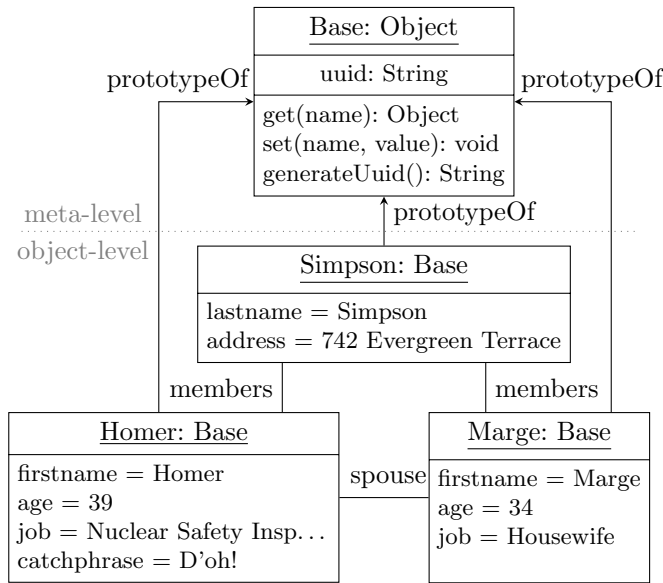 Base: Object
uuid: String
prototypeOf
prototypeOf
get(name): Object
set(name, value): void
generateUuid(): String
meta-level
prototypeOf
object-level
Simpson: Base
lastname = Simpson
address = 742 Evergreen Terrace
members
members
Homer: Base
Marge: Base
firstname = Homer
age = 39
job = Nuclear Safety Insp...
catchphrase = D'oh!
spouse
firstname = Marge
age = 34
job = Housewife